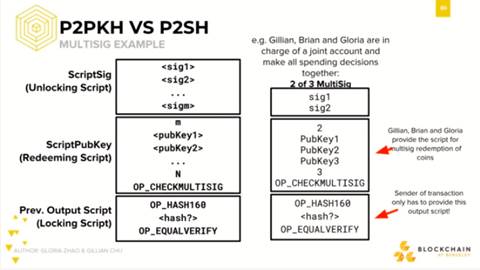 P2PKH VS P2SH
MULTISIG EXAMPLE
ScriptSig
(Unlocking Script)
<sig1>
<sig2>
...
<sigm>
ScriptPubKey
(Redeeming Script)
m
<pubKey1>
<pubKey2>
...
N
OP_CHECKMULTISIG
Prev. Output Script
(Locking Script)
OP_HASH160
<hash?>
OP_EQUALVERIFY
e.g. Gillian, Brian and Gloria are in
charge of a joint account and
make all spending decisions
together:
2 of 3 MultiSig
sig1
sig2
2
PubKey1
PubKey2
PubKey3
3
OP_CHECKMULTISIG
OP_HASH160
<hash?>
OP_EQUALVERIFY
Gillian, Brian and Gloria
provide the script for
multisig redemption of
coins
Sender of transaction
only has to provide this
output script!
AUTHOR: GLORIA ZHAO & GILLIAN CHU
BLOCKCHAIN
AT BERKELEY